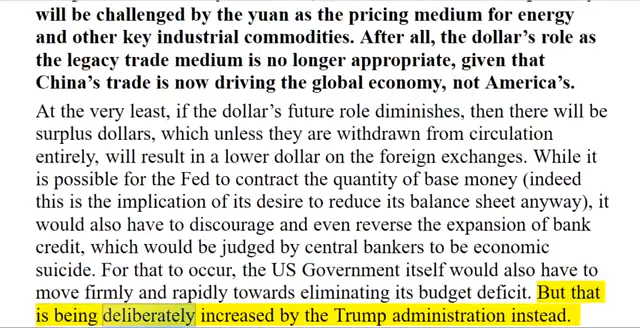 will be challenged by the yuan as the pricing medium for energy
and other key industrial commodities. After all, the dollar’s role as
the legacy trade medium is no longer appropriate, given that
China’s trade is now driving the global economy, not America’s.
At the very least, if the dollar’s future role diminishes, then there will be
surplus dollars, which unless they are withdrawn from circulation
entirely, will result in a lower dollar on the foreign exchanges. While it
is possible for the Fed to contract the quantity of base money (indeed
this is the implication of its desire to reduce its balance sheet anyway), it
would also have to discourage and even reverse the expansion of bank
credit, which would be judged by central bankers to be economic
suicide. For that to occur, the US Government itself would also have to
move firmly and rapidly towards eliminating its budget deficit. But that
is being deliberately increased by the Trump administration instead.